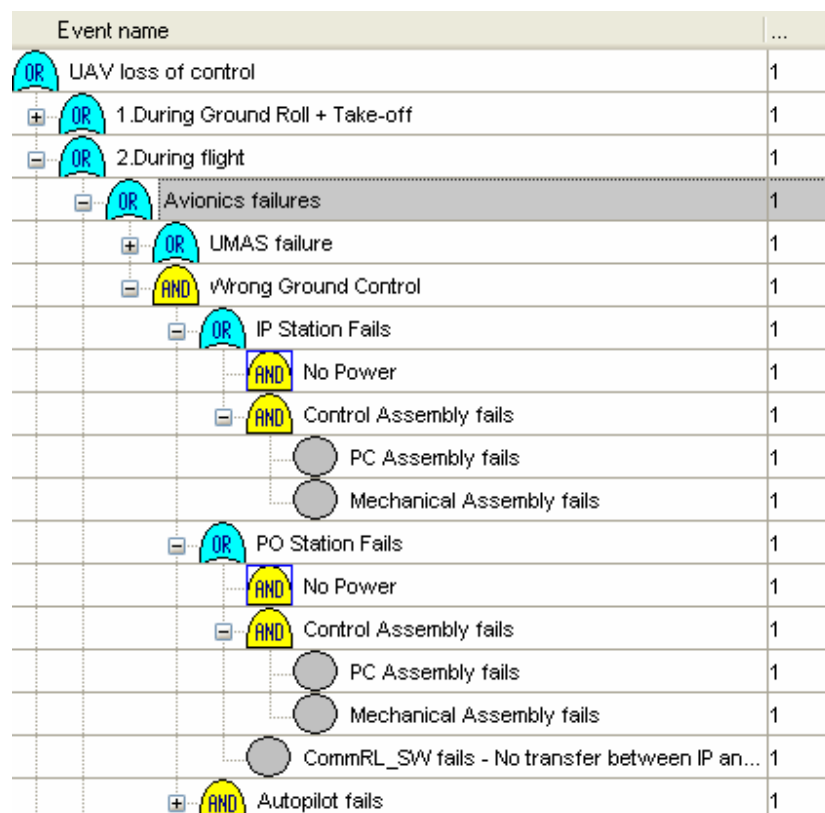 Event name ...
OR UAV loss of control 1
OR 1.During Ground Roll + Take-off 1
OR 2.During flight 1
OR Avionics failures 1
OR UMAS failure 1
AND Wrong Ground Control 1
OR IP Station Fails 1
AND No Power 1
AND Control Assembly fails 1
PC Assembly fails 1
Mechanical Assembly fails 1
OR PO Station Fails 1
AND No Power 1
AND Control Assembly fails 1
PC Assembly fails 1
Mechanical Assembly fails 1
CommRL_SW fails - No transfer between IP an... 1
AND Autopilot fails 1